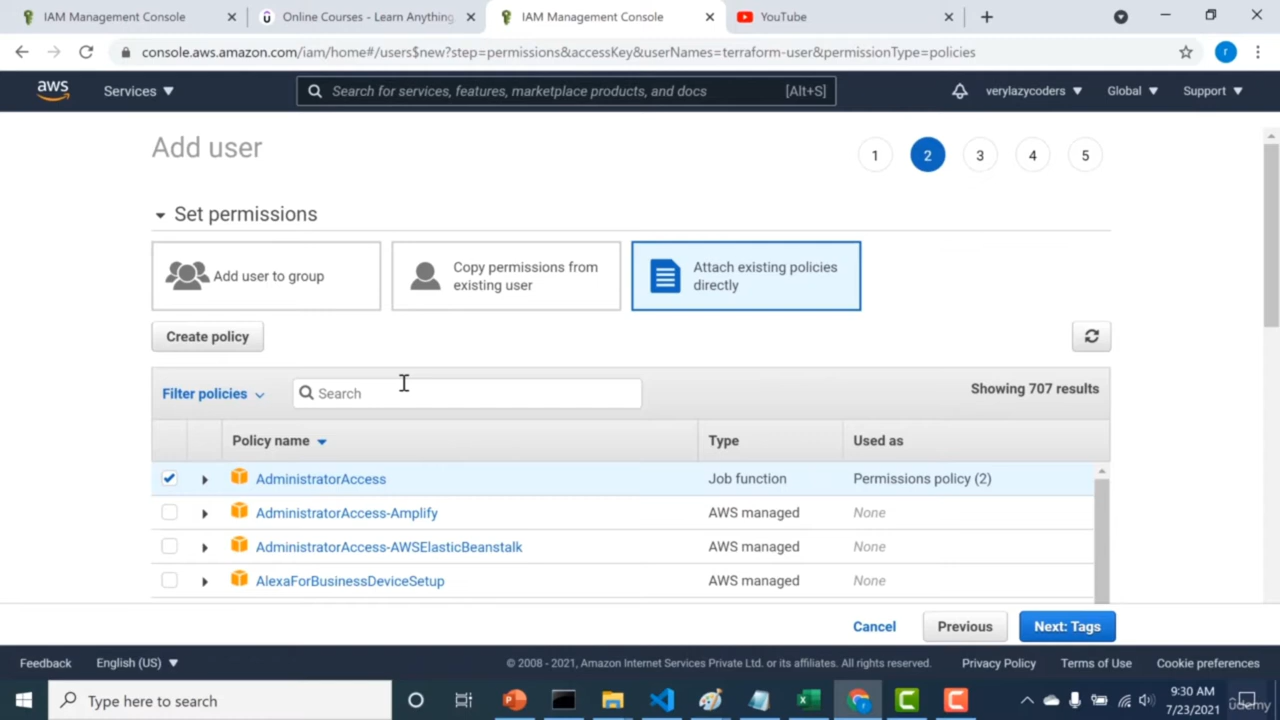 IAM Management Console
Online Courses - Learn Anything
IAM Management Console
YouTube
console.aws.amazon.com/iam/home#/users$new?step=permissions&accessKey&userNames=terraform-user&permissionType=policies
r
aws
Services
Search for services, features, marketplace products, and docs
[Alt+S]
verylazycoders
Global
Support
Add user
1
2
3
4
5
Set permissions
Add user to group
Copy permissions from
existing user
Attach existing policies
directly
Create policy
Filter policies
Search
Showing 707 results
Policy name
Type
Used as
AdministratorAccess
Job function
Permissions policy (2)
AdministratorAccess-Amplify
AWS managed
None
AdministratorAccess-AWSElasticBeanstalk
AWS managed
None
AlexaForBusinessDeviceSetup
AWS managed
None
Cancel
Previous
Next: Tags
Feedback
English (US)
© 2008 - 2021, Amazon Internet Services Private Ltd. or its affiliates. All rights reserved.
Privacy Policy
Terms of Use
Cookie preferences
Type here to search
9:30 AM
7/23/2021
udemy